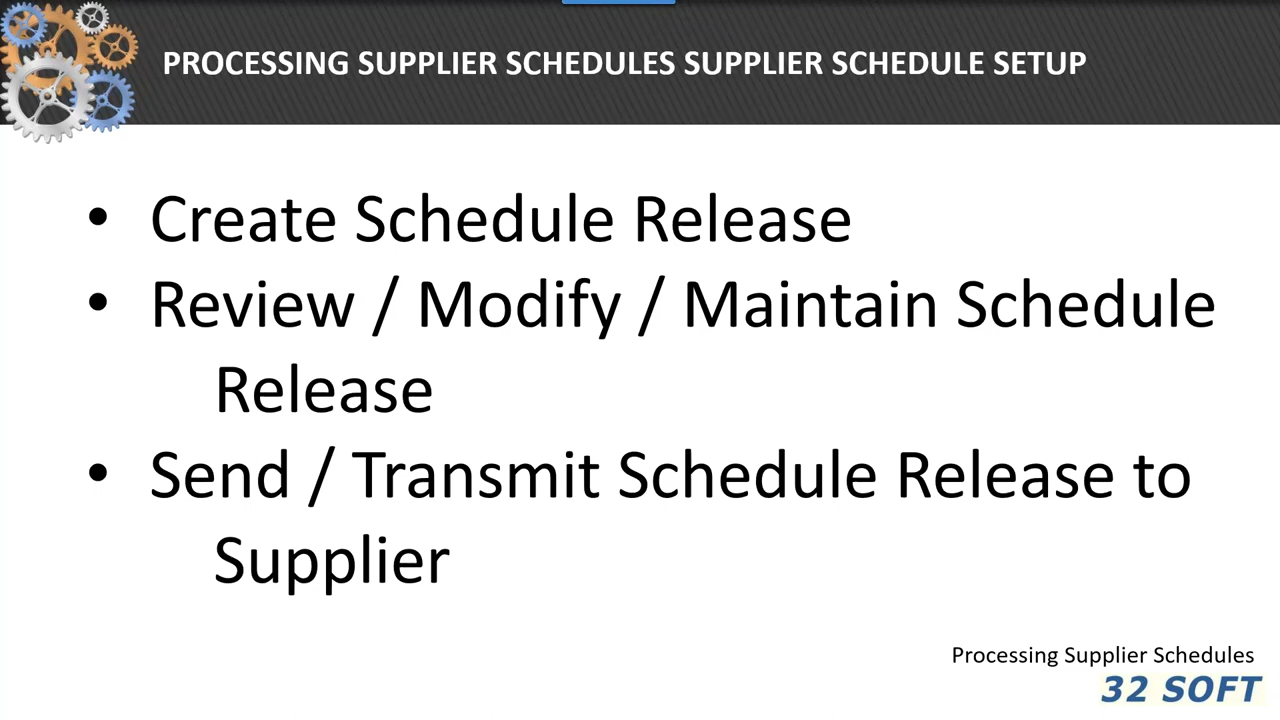 PROCESSING SUPPLIER SCHEDULES SUPPLIER SCHEDULE SETUP
• Create Schedule Release
• Review / Modify / Maintain Schedule
Release
• Send / Transmit Schedule Release to
Supplier
Processing Supplier Schedules
32 SOFT